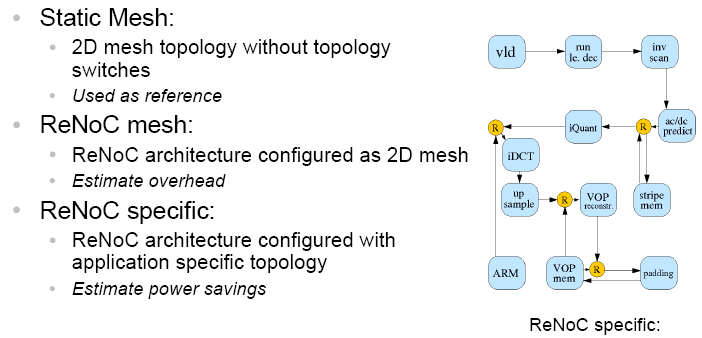 Static Mesh:
2D mesh topology without topology
switches
Used as reference
ReNoC mesh:
ReNoC architecture configured as 2D mesh
Estimate overhead
ReNoC specific:
ReNoC architecture configured with
application specific topology
Estimate power savings
vld
run
le. dec
inv
scan
R
iQuant
R
ac/dc
predict
iDCT
up
sample
R
VOP
reconstr.
stripe
mem
ARM
VOP
mem
R
padding
ReNoC specific: